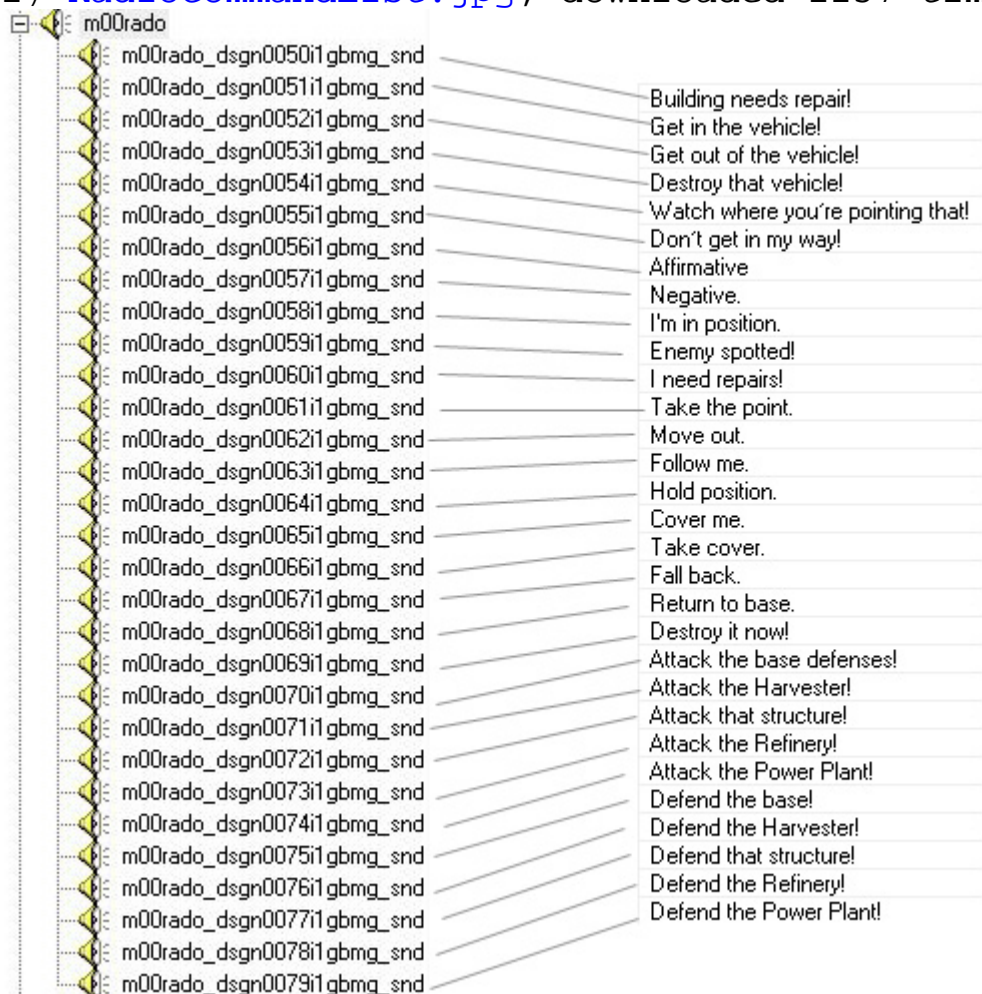 m00rado
m00rado_dsgn0050i1gbmg_snd
m00rado_dsgn0051i1gbmg_snd
m00rado_dsgn0052i1gbmg_snd
m00rado_dsgn0053i1gbmg_snd
m00rado_dsgn0054i1gbmg_snd
m00rado_dsgn0055i1gbmg_snd
m00rado_dsgn0056i1gbmg_snd
m00rado_dsgn0057i1gbmg_snd
m00rado_dsgn0058i1gbmg_snd
m00rado_dsgn0059i1gbmg_snd
m00rado_dsgn0060i1gbmg_snd
m00rado_dsgn0061i1gbmg_snd
m00rado_dsgn0062i1gbmg_snd
m00rado_dsgn0063i1gbmg_snd
m00rado_dsgn0064i1gbmg_snd
m00rado_dsgn0065i1gbmg_snd
m00rado_dsgn0066i1gbmg_snd
m00rado_dsgn0067i1gbmg_snd
m00rado_dsgn0068i1gbmg_snd
m00rado_dsgn0069i1gbmg_snd
m00rado_dsgn0070i1gbmg_snd
m00rado_dsgn0071i1gbmg_snd
m00rado_dsgn0072i1gbmg_snd
m00rado_dsgn0073i1gbmg_snd
m00rado_dsgn0074i1gbmg_snd
m00rado_dsgn0075i1gbmg_snd
m00rado_dsgn0076i1gbmg_snd
m00rado_dsgn0077i1gbmg_snd
m00rado_dsgn0078i1gbmg_snd
m00rado_dsgn0079i1gbmg_snd
Building needs repair!
Get in the vehicle!
Get out of the vehicle!
Destroy that vehicle!
Watch where you´re pointing that!
Don´t get in my way!
Affirmative
Negative.
I'm in position.
Enemy spotted!
I need repairs!
Take the point.
Move out.
Follow me.
Hold position.
Cover me.
Take cover.
Fall back.
Return to base.
Destroy it now!
Attack the base defenses!
Attack the Harvester!
Attack that structure!
Attack the Refinery!
Attack the Power Plant!
Defend the base!
Defend the Harvester!
Defend that structure!
Defend the Refinery!
Defend the Power Plant!